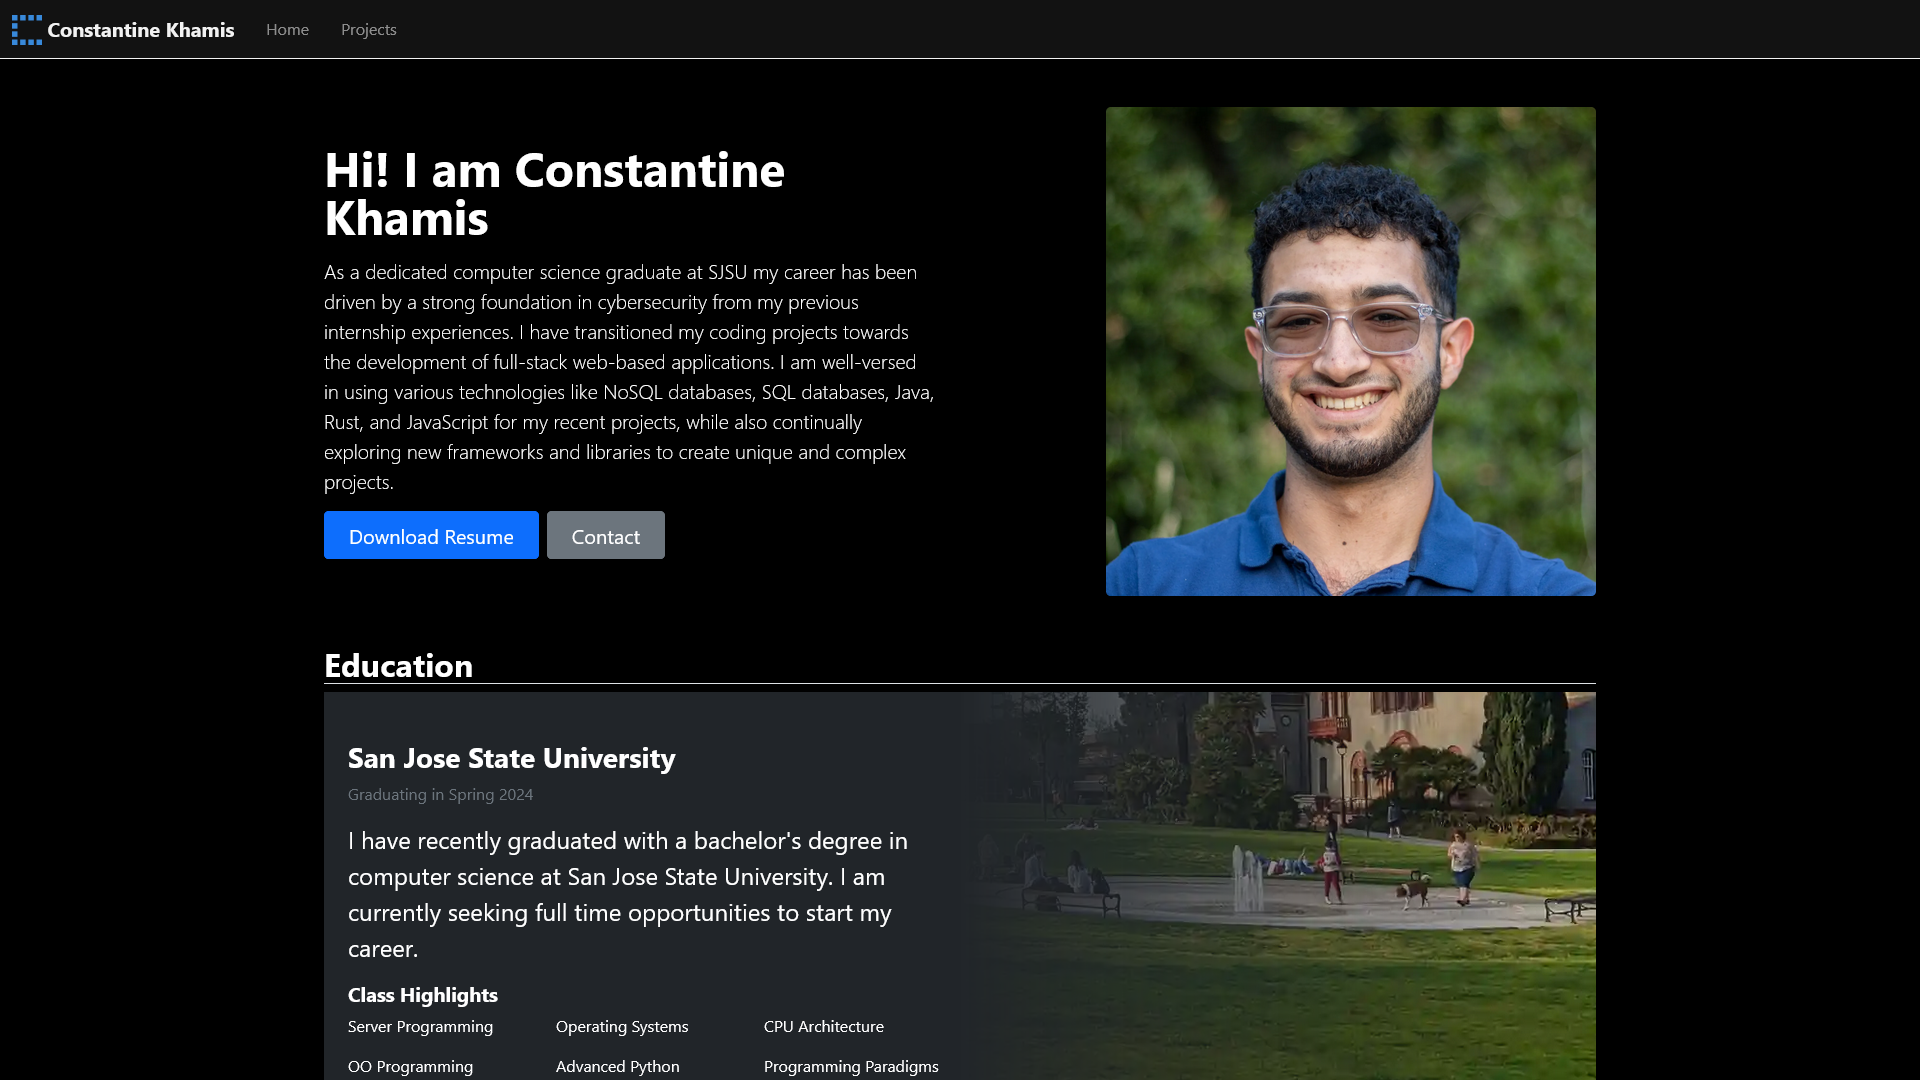 Constantine Khamis
Home
Projects
Hi! I am Constantine
Khamis
As a dedicated computer science graduate at SJSU my career has been
driven by a strong foundation in cybersecurity from my previous
internship experiences. I have transitioned my coding projects towards
the development of full-stack web-based applications. I am well-versed
in using various technologies like NoSQL databases, SQL databases, Java,
Rust, and JavaScript for my recent projects, while also continually
exploring new frameworks and libraries to create unique and complex
projects.
Download Resume
Contact
Education
San Jose State University
Graduating in Spring 2024
I have recently graduated with a bachelor's degree in
computer science at San Jose State University. I am
currently seeking full time opportunities to start my
career.
Class Highlights
Server Programming
Operating Systems
CPU Architecture
OO Programming
Advanced Python
Programming Paradigms